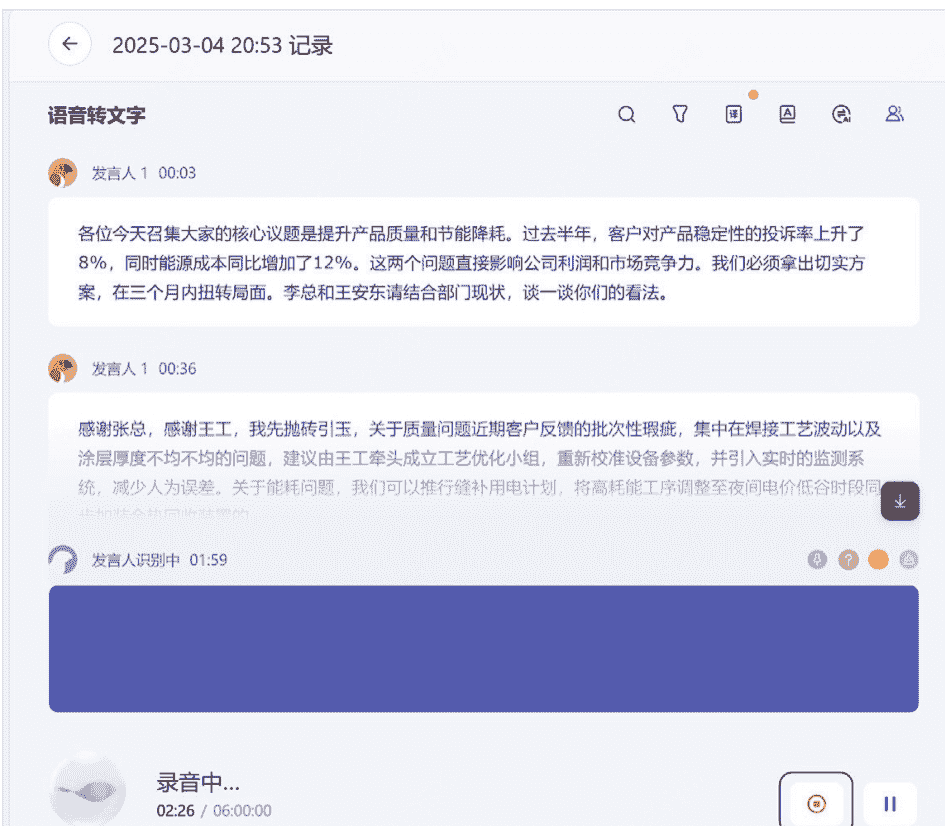 2025-03-04 20:53 记录
语音转文字
译
A
AI
发言人 1 00:03
各位今天召集大家的核心议题是提升产品质量和节能降耗。过去半年，客户对产品稳定性的投诉率上升了
8%，同时能源成本同比增加了12%。这两个问题直接影响公司利润和市场竞争力。我们必须拿出切实方
案，在三个月内扭转局面。李总和王安东请结合部门现状，谈一谈你们的看法。
发言人 1 00:36
感谢张总，感谢王工，我先抛砖引玉，关于质量问题近期客户反馈的批次性瑕疵，集中在焊接工艺波动以及
涂层厚度不均不均的问题，建议由王工牵头成立工艺优化小组，重新校准设备参数，并引入实时的监测系
统，减少人为误差。关于能耗问题，我们可以推行缝补用电计划，将高耗能工序调整至夜间电价低谷时段同
发言人识别中 01:59
?
录音中...
02:26 / 06:00:00